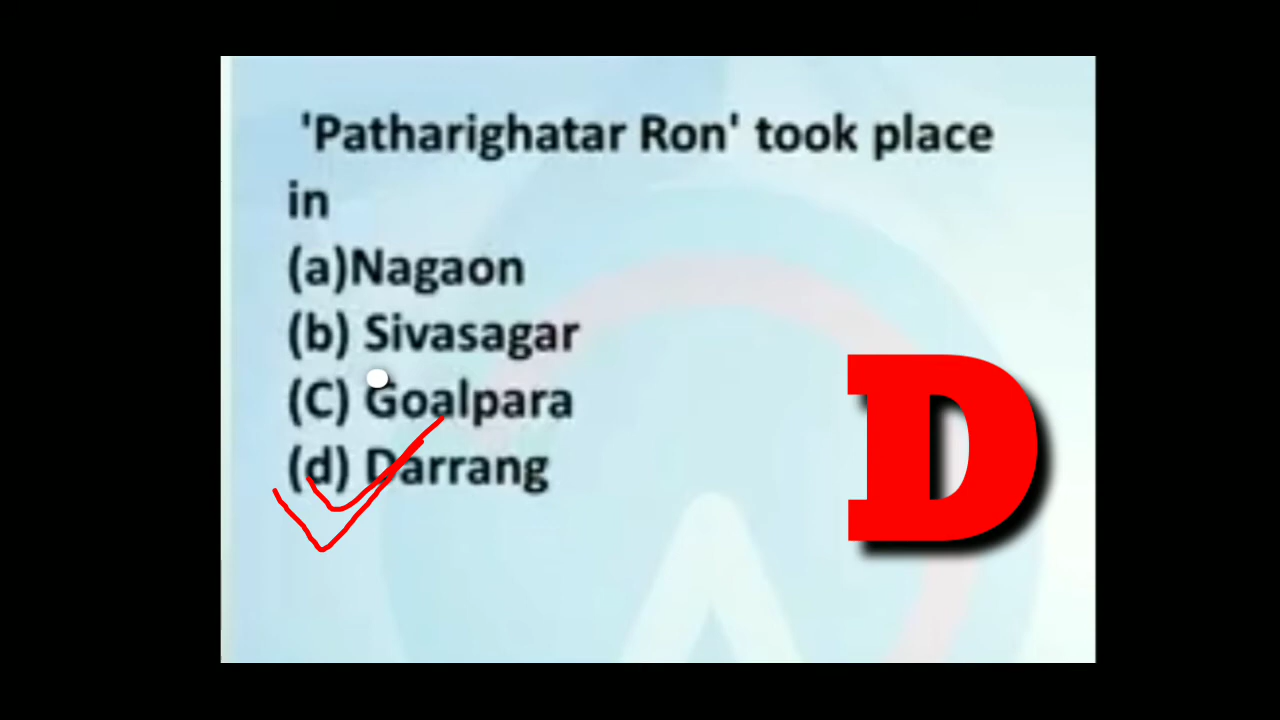 'Patharighatar Ron' took place
in
(a)Nagaon
(b) Sivasagar
(C) Goalpara
(d) Darrang
D